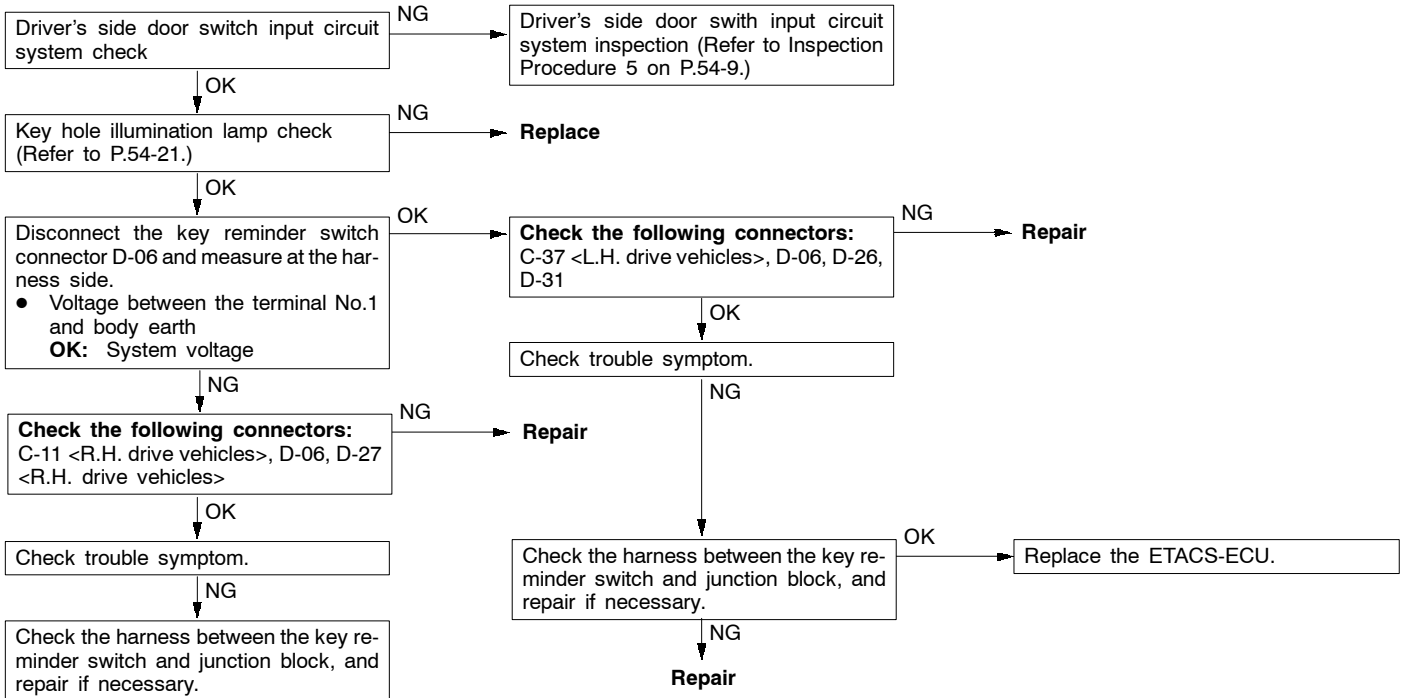 Driver's side door switch input circuit
system check
NG
Driver's side door swith input circuit
system inspection (Refer to Inspection
Procedure 5 on P.54-9.)
OK
Key hole illumination lamp check
(Refer to P.54-21.)
NG
Replace
OK
Disconnect the key reminder switch
connector D-06 and measure at the har-
ness side.
● Voltage between the terminal No.1
and body earth
OK: System voltage
OK
Check the following connectors:
C-37 <L.H. drive vehicles>, D-06, D-26,
D-31
NG
Repair
OK
Check trouble symptom.
NG
NG
Check the following connectors:
C-11 <R.H. drive vehicles>, D-06, D-27
<R.H. drive vehicles>
NG
Repair
OK
Check trouble symptom.
NG
Check the harness between the key re-
minder switch and junction block, and
repair if necessary.
Check the harness between the key re-
minder switch and junction block, and
repair if necessary.
OK
Replace the ETACS-ECU.
NG
Repair